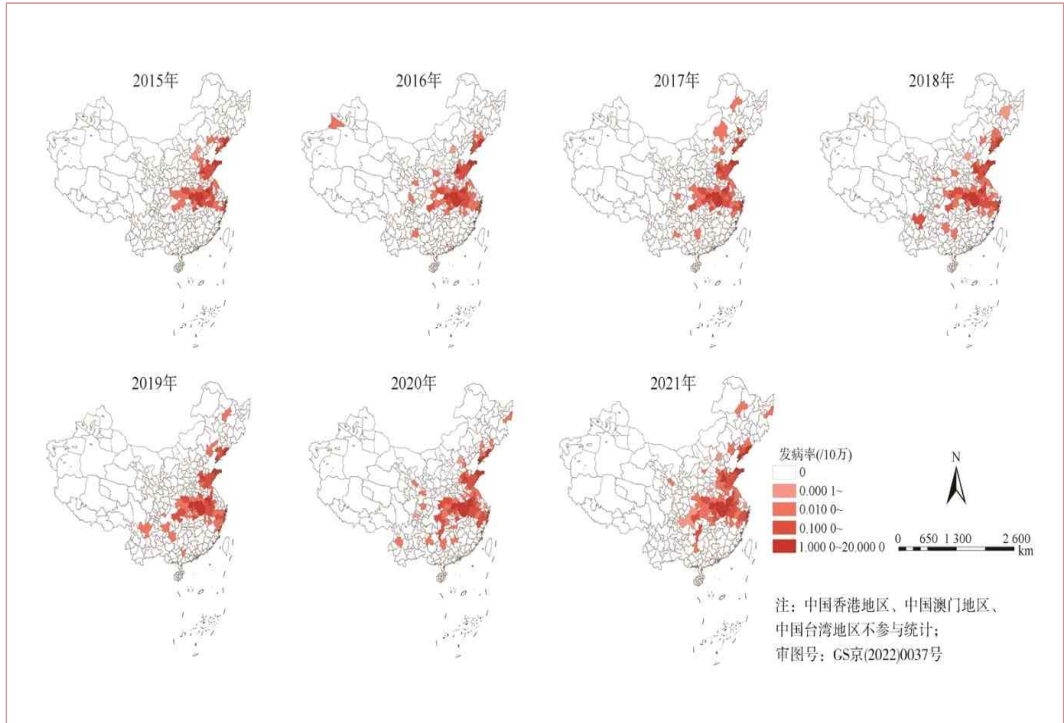 2015年
2016年
2017年
2018年
2019年
2020年
2021年
发病率(/10万)
0
0.000 1~
0.010 0~
0.100 0~
1.000 0~20.000 0
N
0 650 1 300 2 600
km
注：中国香港地区、中国澳门地区、
中国台湾地区不参与统计；
审图号：GS京(2022)0037号